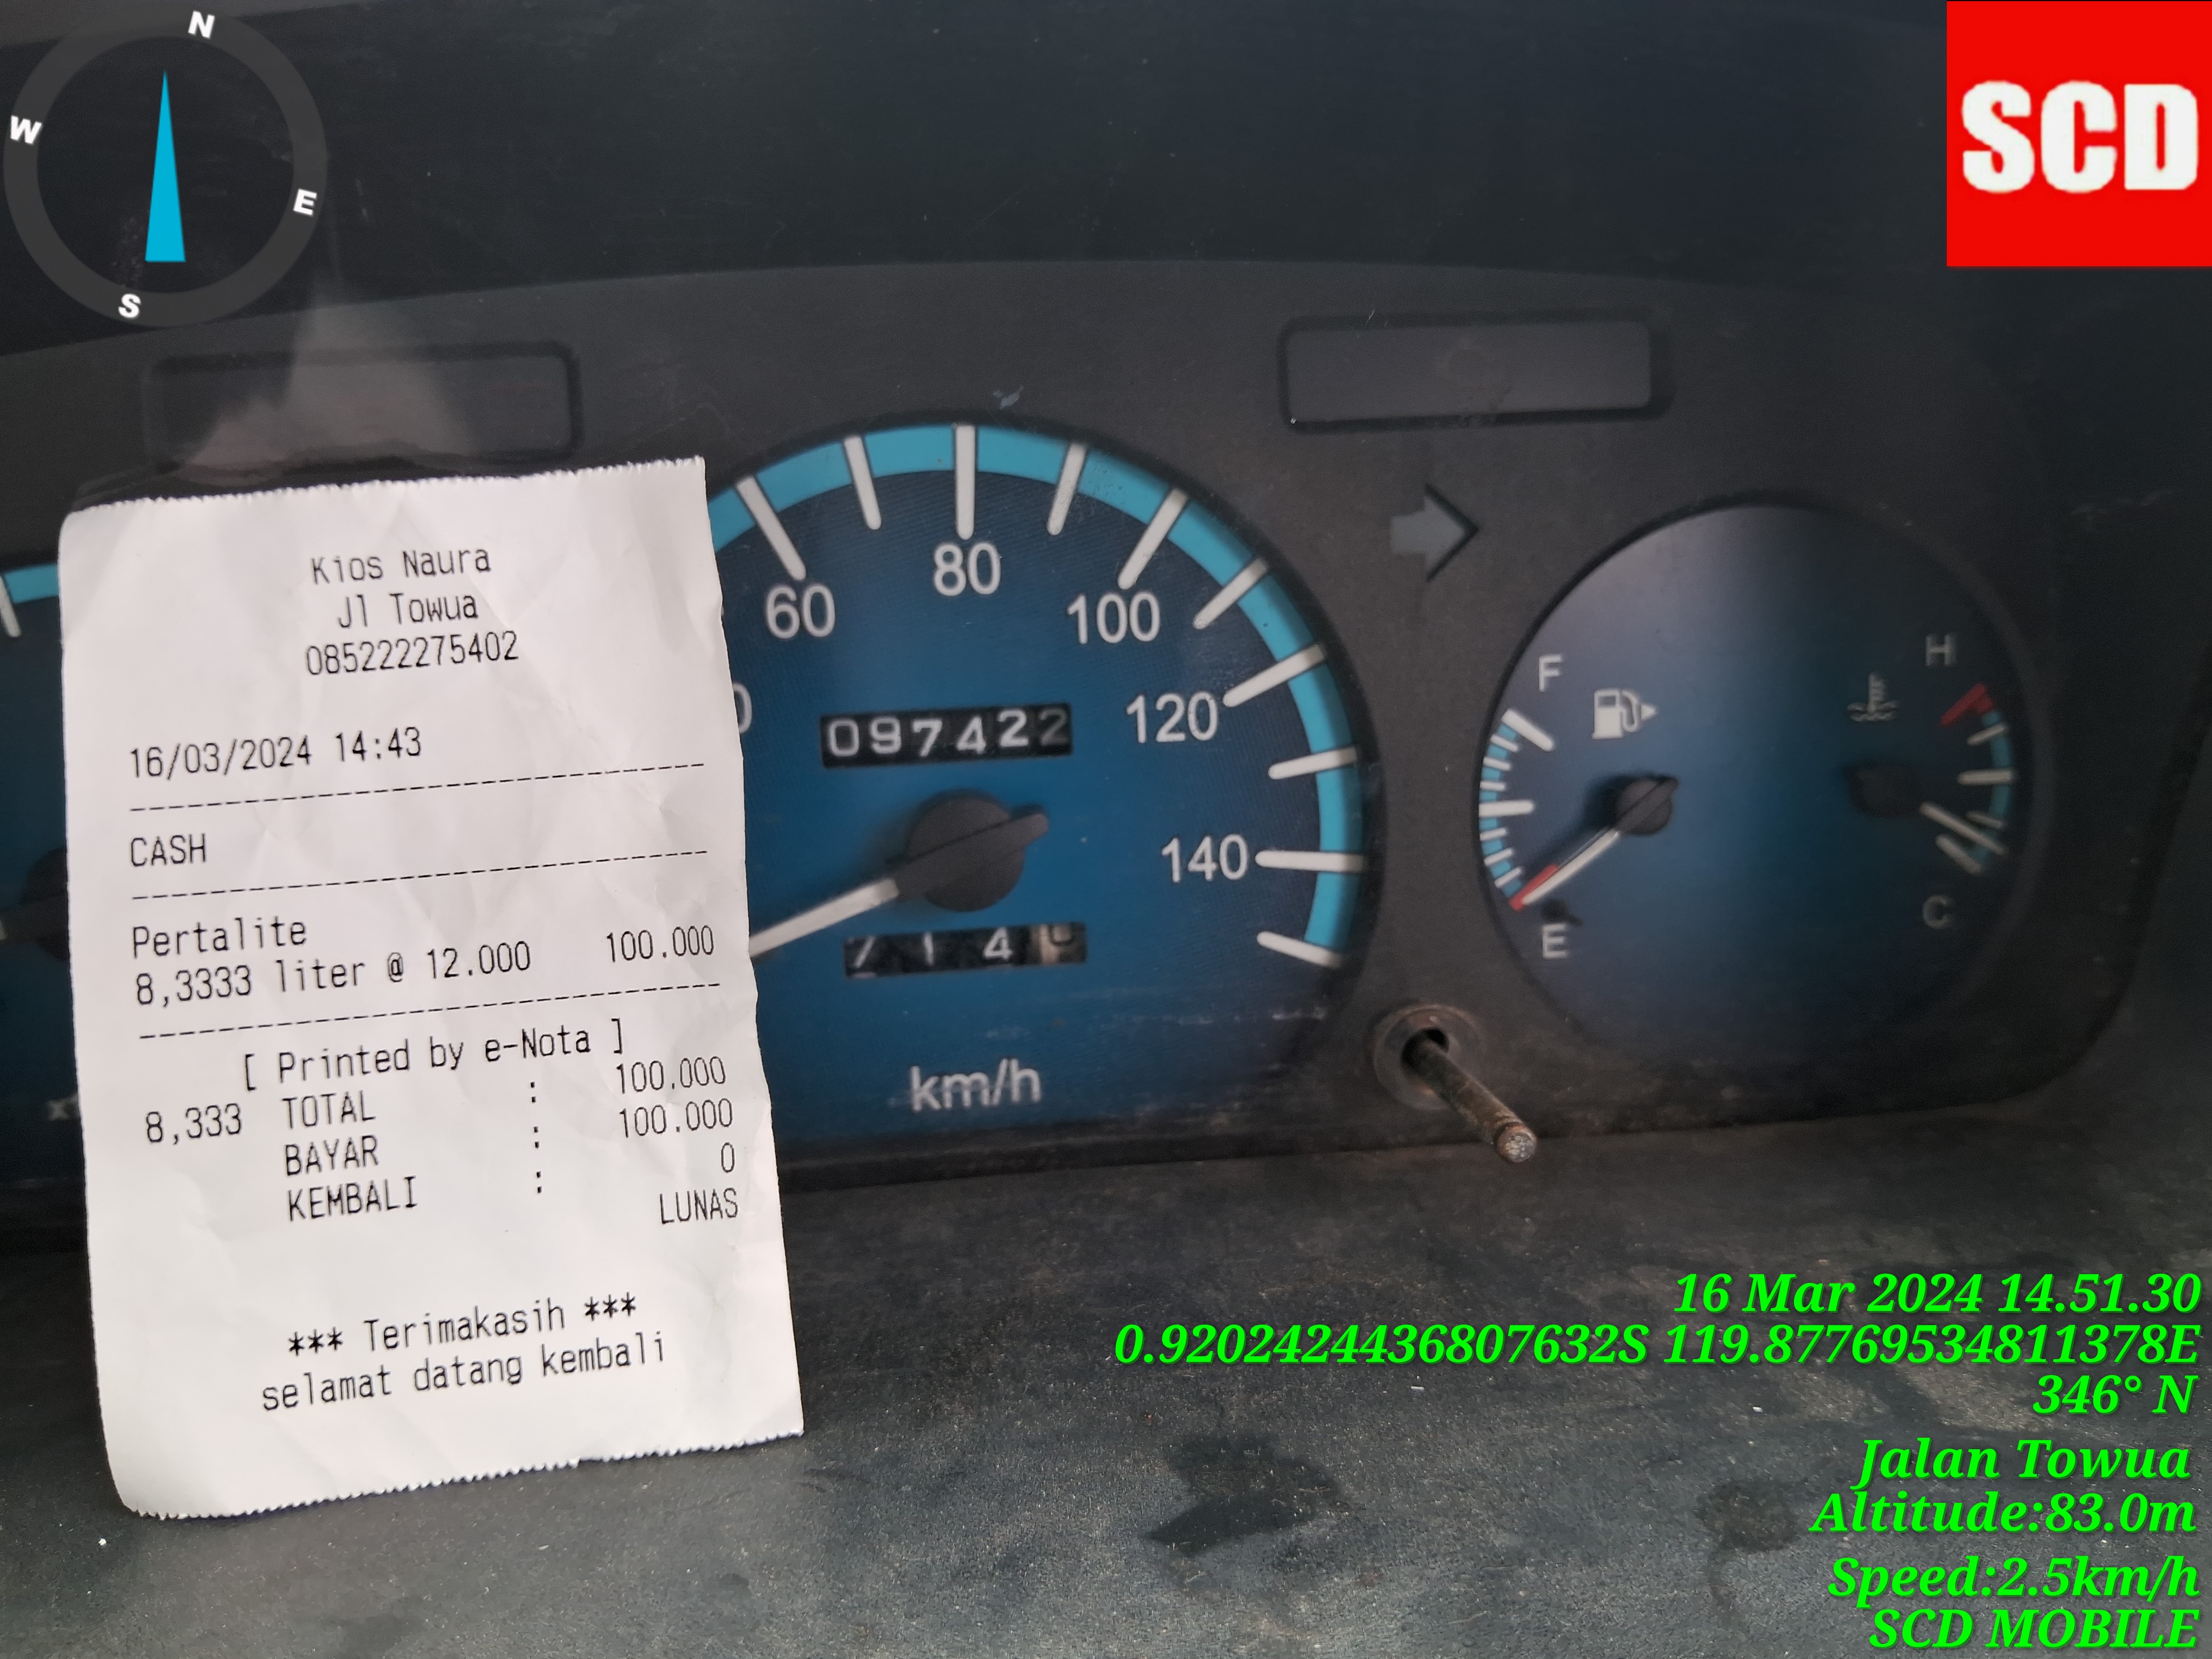 N
W
E
S
SCD
Kios Naura
Jl Towua
085222275402
16/03/2024 14:43
CASH
Pertalite
8,3333 liter @ 12.000 100.000
[ Printed by e-Nota ]
8,333 TOTAL : 100.000
BAYAR : 100.000
KEMBALI : 0
LUNAS
*** Terimakasih ***
selamat datang kembali
60
80
100
120
140
097422
km/h
F
E
H
C
16 Mar 2024 14.51.30
0.9202424436807632S 119.87769534811378E
346° N
Jalan Towua
Altitude:83.0m
Speed:2.5km/h
SCD MOBILE